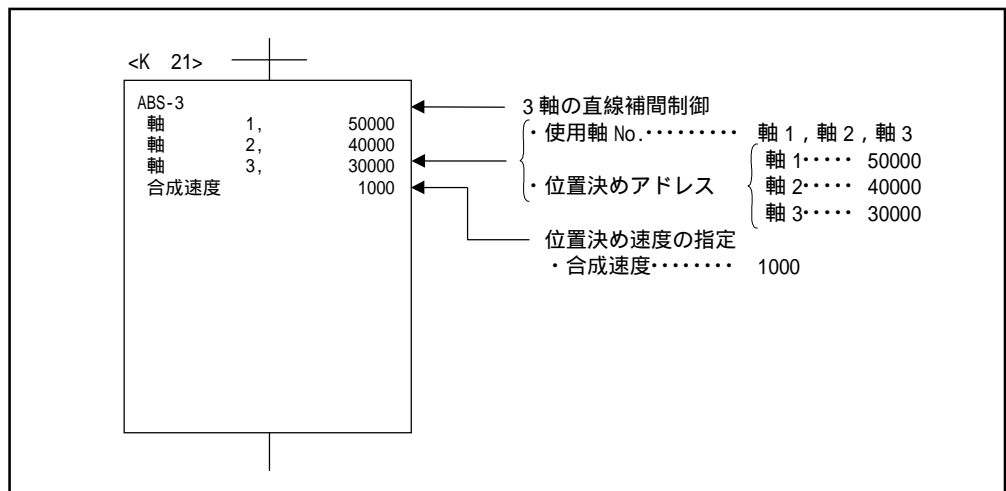 <K 21>
ABS-3
軸 1, 50000
軸 2, 40000
軸 3, 30000
合成速度 1000
3軸の直線補間制御
・使用軸 No.········· 軸1,軸2,軸3
・位置決めアドレス
軸1····· 50000
軸2····· 40000
軸3····· 30000
位置決め速度の指定
・合成速度········ 1000